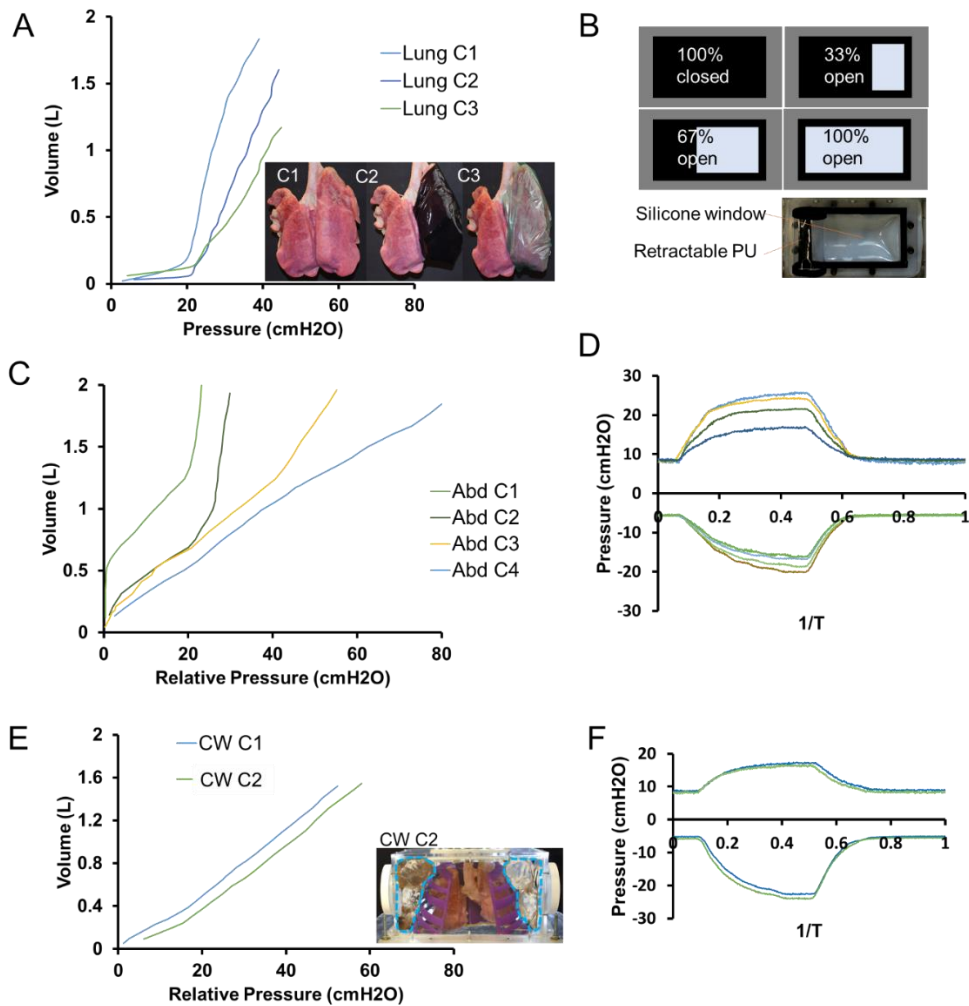 A
Volume (L)
2
1.5
1
0.5
0
0
20
40
60
80
Pressure (cmH2O)
Lung C1
Lung C2
Lung C3
C1
C2
C3
B
100%
closed
33%
open
67%
open
100%
open
Silicone window
Retractable PU
C
Volume (L)
2
1.5
1
0.5
0
0
20
40
60
80
Relative Pressure (cmH2O)
Abd C1
Abd C2
Abd C3
Abd C4
D
Pressure (cmH2O)
30
20
10
0
-10
-20
-30
0
0.2
0.4
0.6
0.8
1
1/T
E
Volume (L)
2
1.6
1.2
0.8
0.4
0
0
20
40
60
80
Relative Pressure (cmH2O)
CW C1
CW C2
CW C2
F
Pressure (cmH2O)
20
10
0
-10
-20
-30
0
0.2
0.4
0.6
0.8
1
1/T